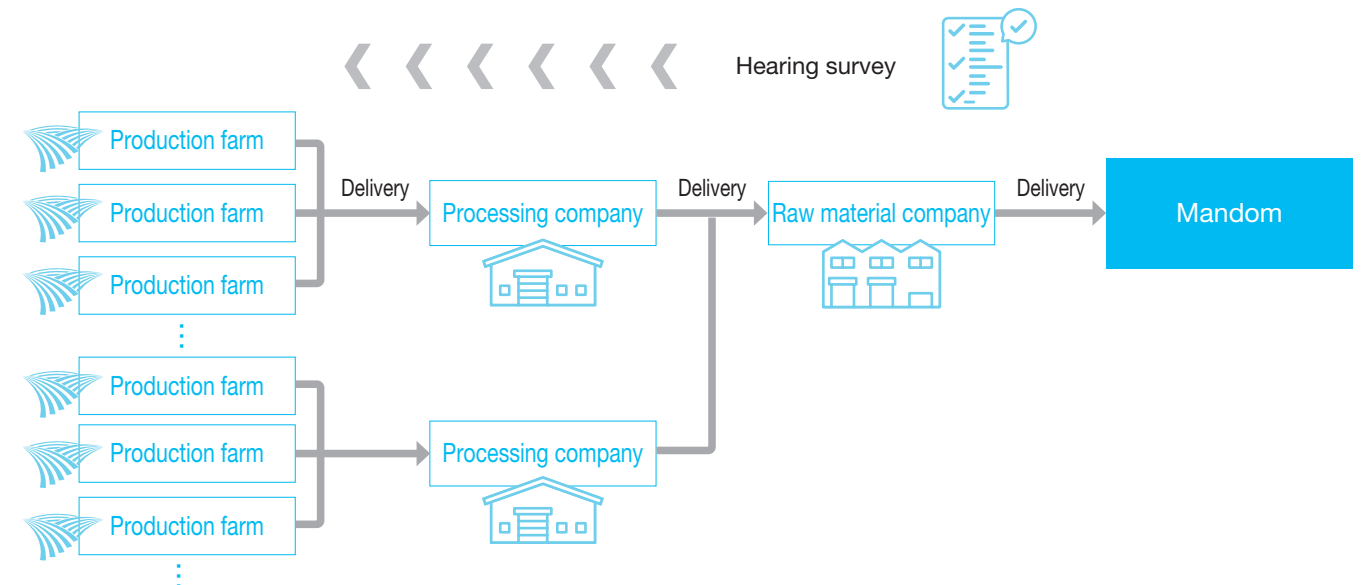 Hearing survey
Production farm
Delivery
Delivery
Delivery
Production farm
Processing company
Raw material company
Mandom
Production farm
Production farm
Production farm
Processing company
Production farm